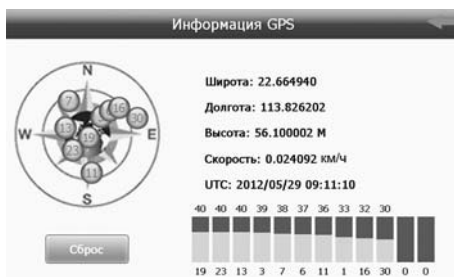 Информация GPS
N
7
16
30
13
W
19
E
23
11
S
Сброс
Широта: 22.664940
Долгота: 113.826202
Высота: 56.100002 М
Скорость: 0.024092 км/ч
UTC: 2012/05/29 09:11:10
40 40 40 39 38 37 36 33 32 30
19 23 13 3 7 6 11 1 16 30 0 0